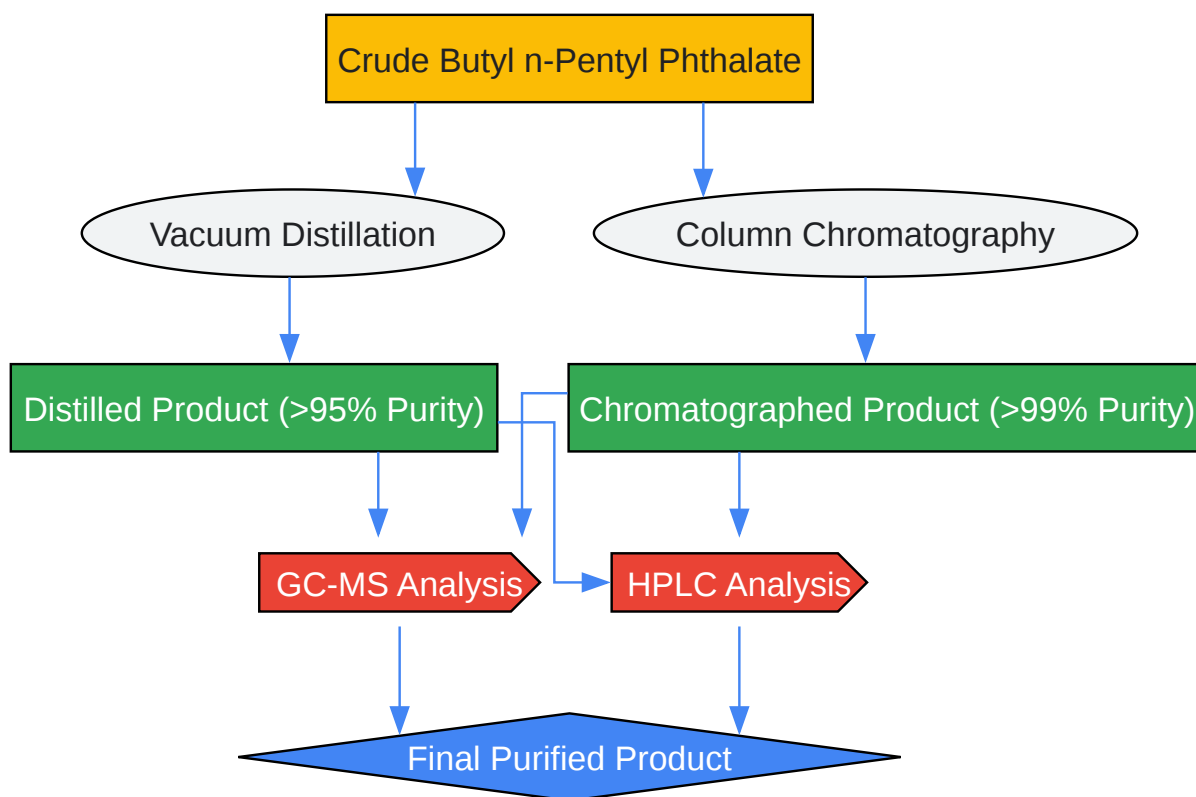 Crude Butyl n-Pentyl Phthalate
Vacuum Distillation
Column Chromatography
Distilled Product (>95% Purity)
Chromatographed Product (>99% Purity)
GC-MS Analysis
HPLC Analysis
Final Purified Product